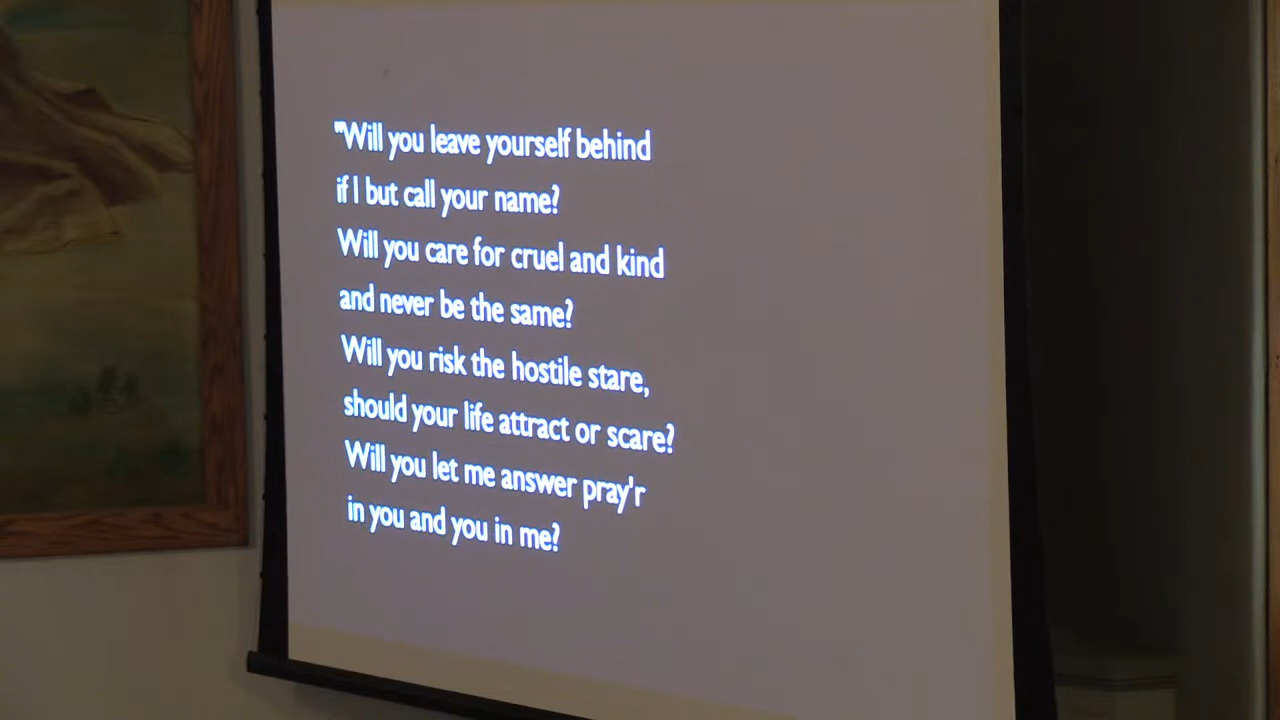 "Will you leave yourself behind
if I but call your name?
Will you care for cruel and kind
and never be the same?
Will you risk the hostile stare,
should your life attract or scare?
Will you let me answer pray'r
in you and you in me?